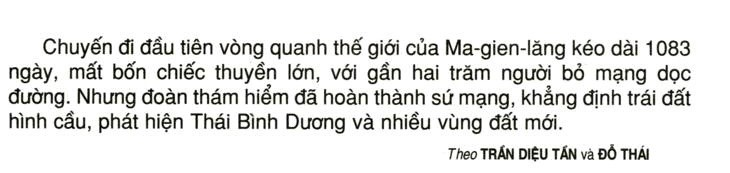 Chuyến đi đầu tiên vòng quanh thế giới của Ma-gien-lăng kéo dài 1083
ngày, mất bốn chiếc thuyền lớn, với gần hai trăm người bỏ mạng dọc
đường. Nhưng đoàn thám hiểm đã hoàn thành sứ mạng, khẳng định trái đất
hình cầu, phát hiện Thái Bình Dương và nhiều vùng đất mới.
Theo TRẦN DIỆU TẦN và ĐỖ THÁI